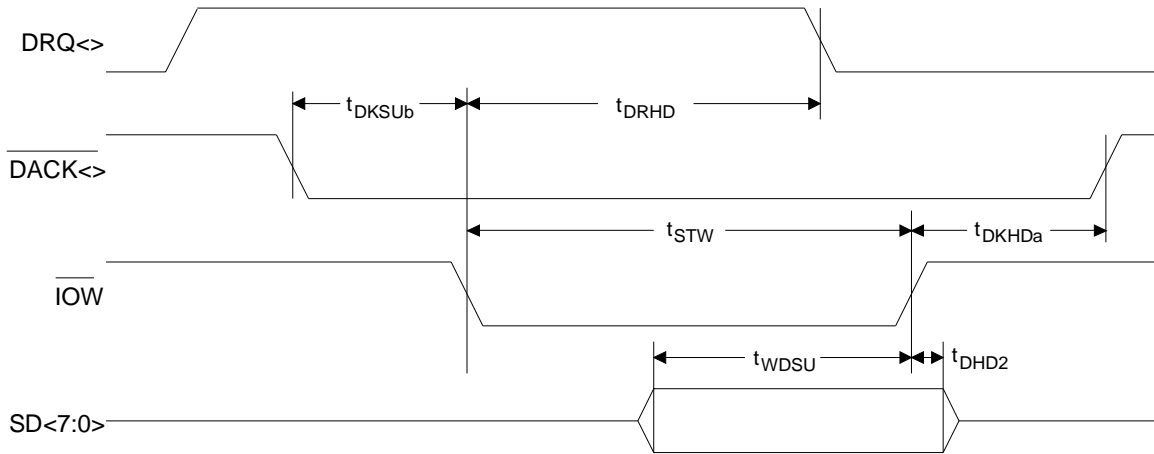 DRQ<>
tDKSUb
tDRHD
DACK<>
tSTW
tDKHDa
IOW
tWDSU
tDHD2
SD<7:0>